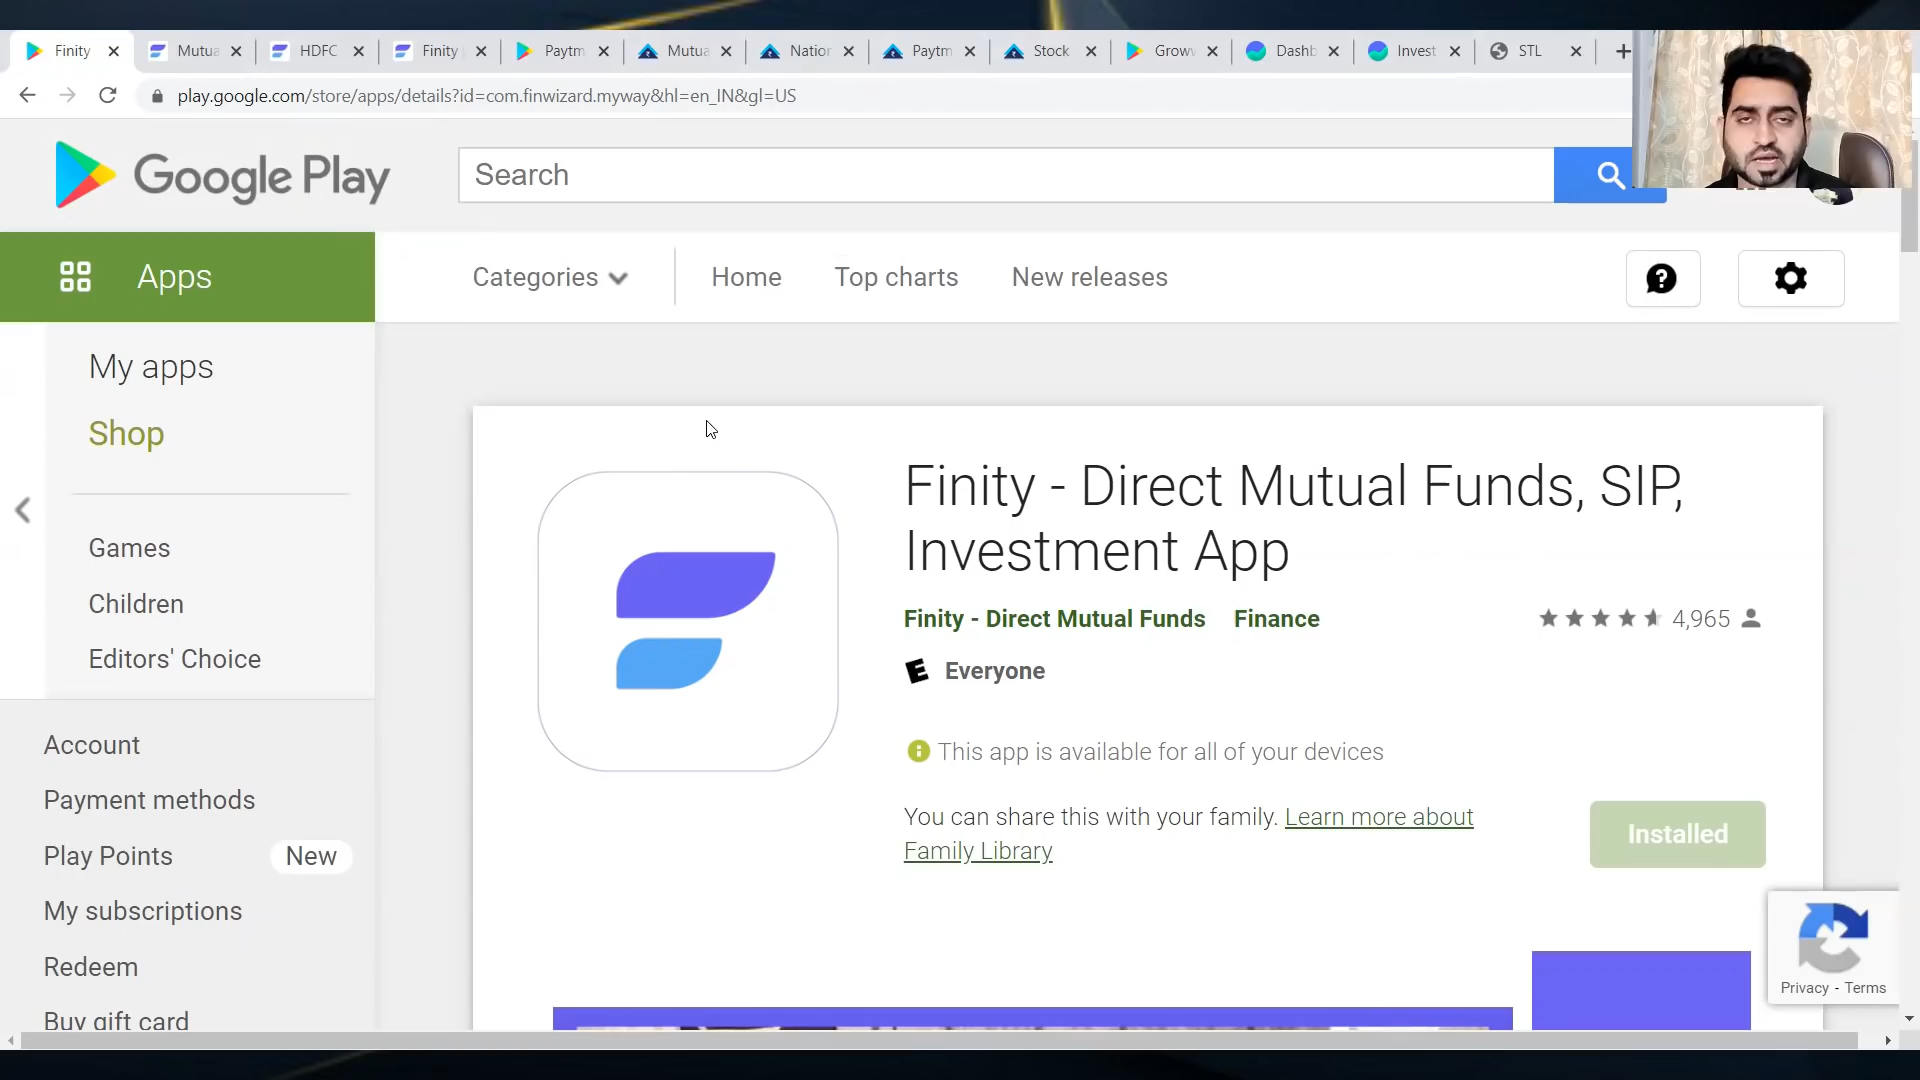 Finity
Mutua
HDFC
Finity
Paytm
Mutua
Nation
Paytm
Stock
Groww
Dashb
Invest
STL
play.google.com/store/apps/details?id=com.finwizard.myway&hl=en_IN&gl=US
Google Play
Search
Apps
Categories
Home
Top charts
New releases
My apps
Shop
Games
Children
Editors' Choice
Account
Payment methods
Play Points
New
My subscriptions
Redeem
Buy gift card
Finity - Direct Mutual Funds, SIP,
Investment App
Finity - Direct Mutual Funds
Finance
4,965
E
Everyone
This app is available for all of your devices
You can share this with your family. Learn more about
Family Library
Installed
Privacy - Terms